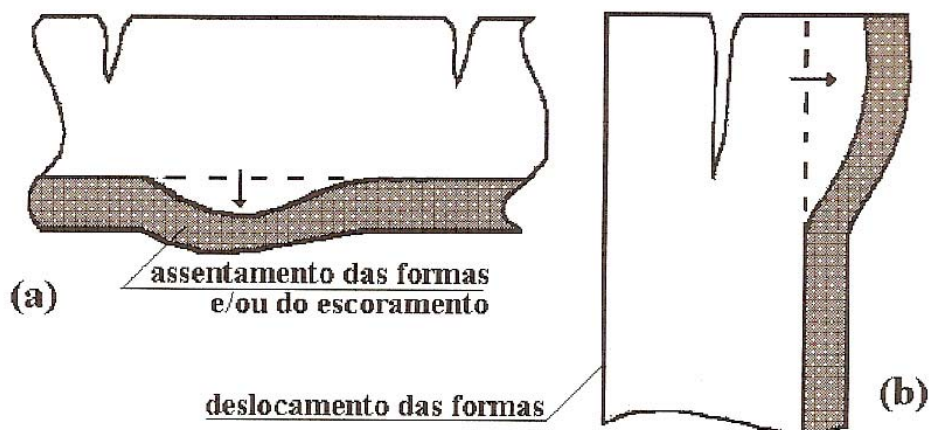 assentamento das formas
e/ou do escoramento
(a)
deslocamento das formas
(b)